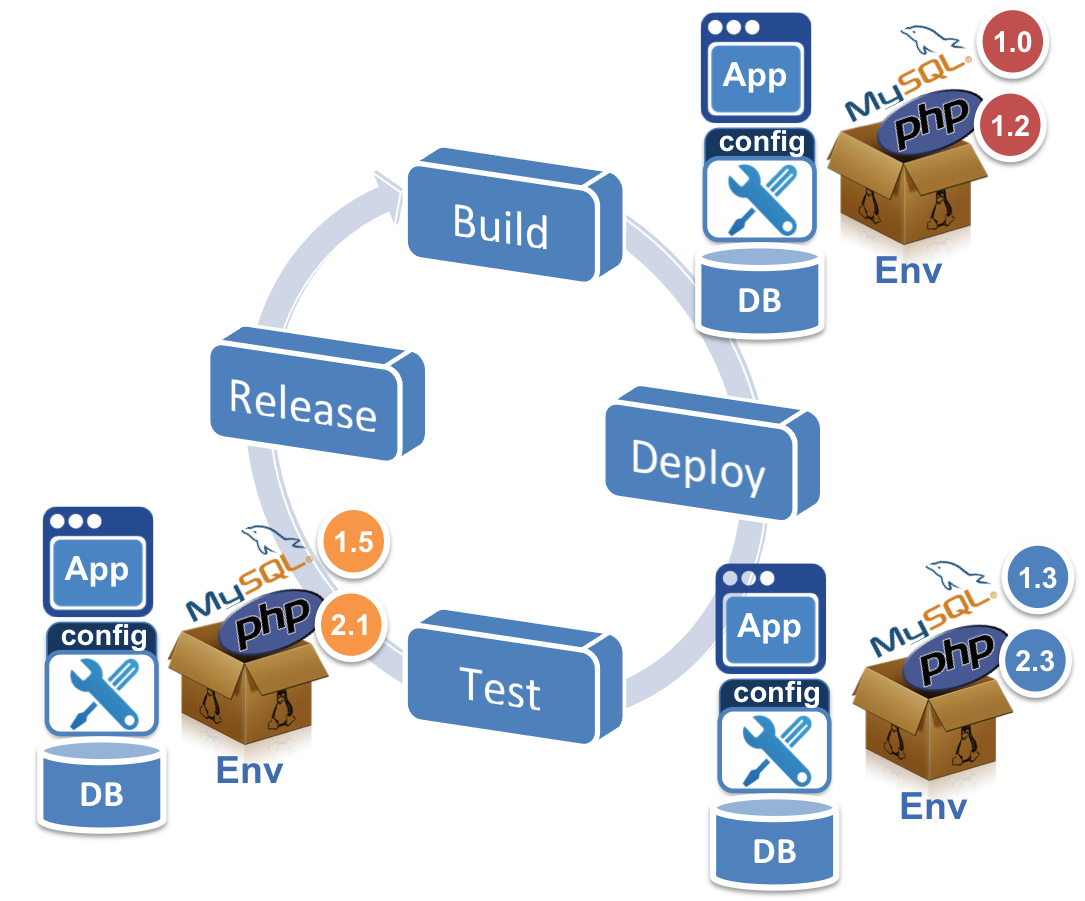 Build
Deploy
Test
Release
App
config
DB
MySQL®
php
1.0
1.2
Env
App
config
DB
MySQL®
php
1.3
2.3
Env
App
config
DB
MySQL®
php
1.5
2.1
Env